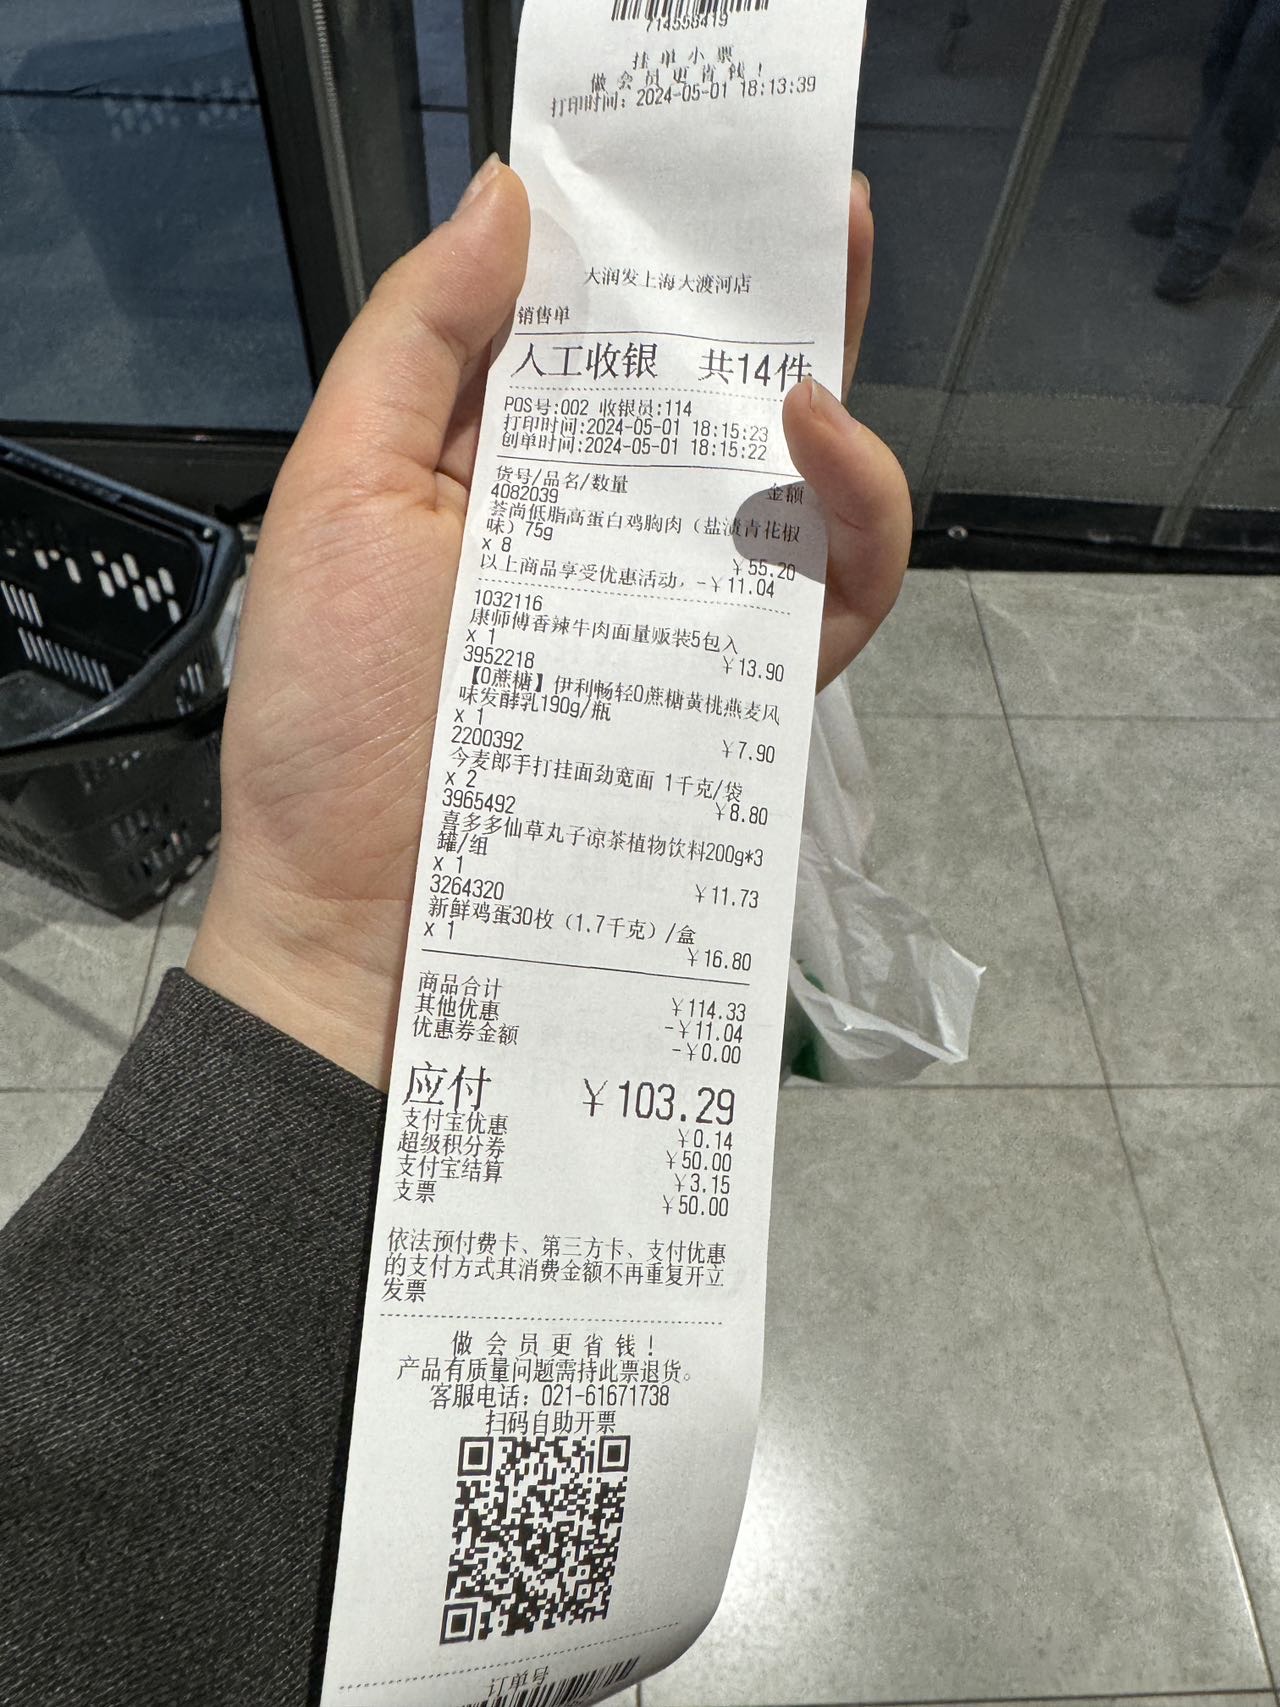 714556419
挂单小票
做会员更省钱！
打印时间：2024-05-01 18:13:39
大润发上海大渡河店
销售单
人工收银 共14件
POS号:002 收银员:114
打印时间:2024-05-01 18:15:23
创单时间:2024-05-01 18:15:22
货号/品名/数量 金额
4082039
荟尚低脂高蛋白鸡胸肉（盐渍青花椒
味）75g
x 8 ￥55.20
以上商品享受优惠活动，-￥11.04
1032116
康师傅香辣牛肉面量贩装5包入
x 1 ￥13.90
3952218
【0蔗糖】伊利畅轻0蔗糖黄桃燕麦风
味发酵乳190g/瓶
x 1 ￥7.90
2200392
今麦郎手打挂面劲宽面 1千克/袋
x 2 ￥8.80
3965492
喜多多仙草丸子凉茶植物饮料200g*3
罐/组
x 1 ￥11.73
3264320
新鲜鸡蛋30枚（1.7千克）/盒
x 1 ￥16.80
商品合计 ￥114.33
其他优惠 -￥11.04
优惠券金额 -￥0.00
应付 ￥103.29
支付宝优惠 ￥0.14
超级积分券 ￥50.00
支付宝结算 ￥3.15
支票 ￥50.00
依法预付费卡、第三方卡、支付优惠
的支付方式其消费金额不再重复开立
发票
做会员更省钱！
产品有质量问题需持此票退货。
客服电话：021-61671738
扫码自助开票
订单号